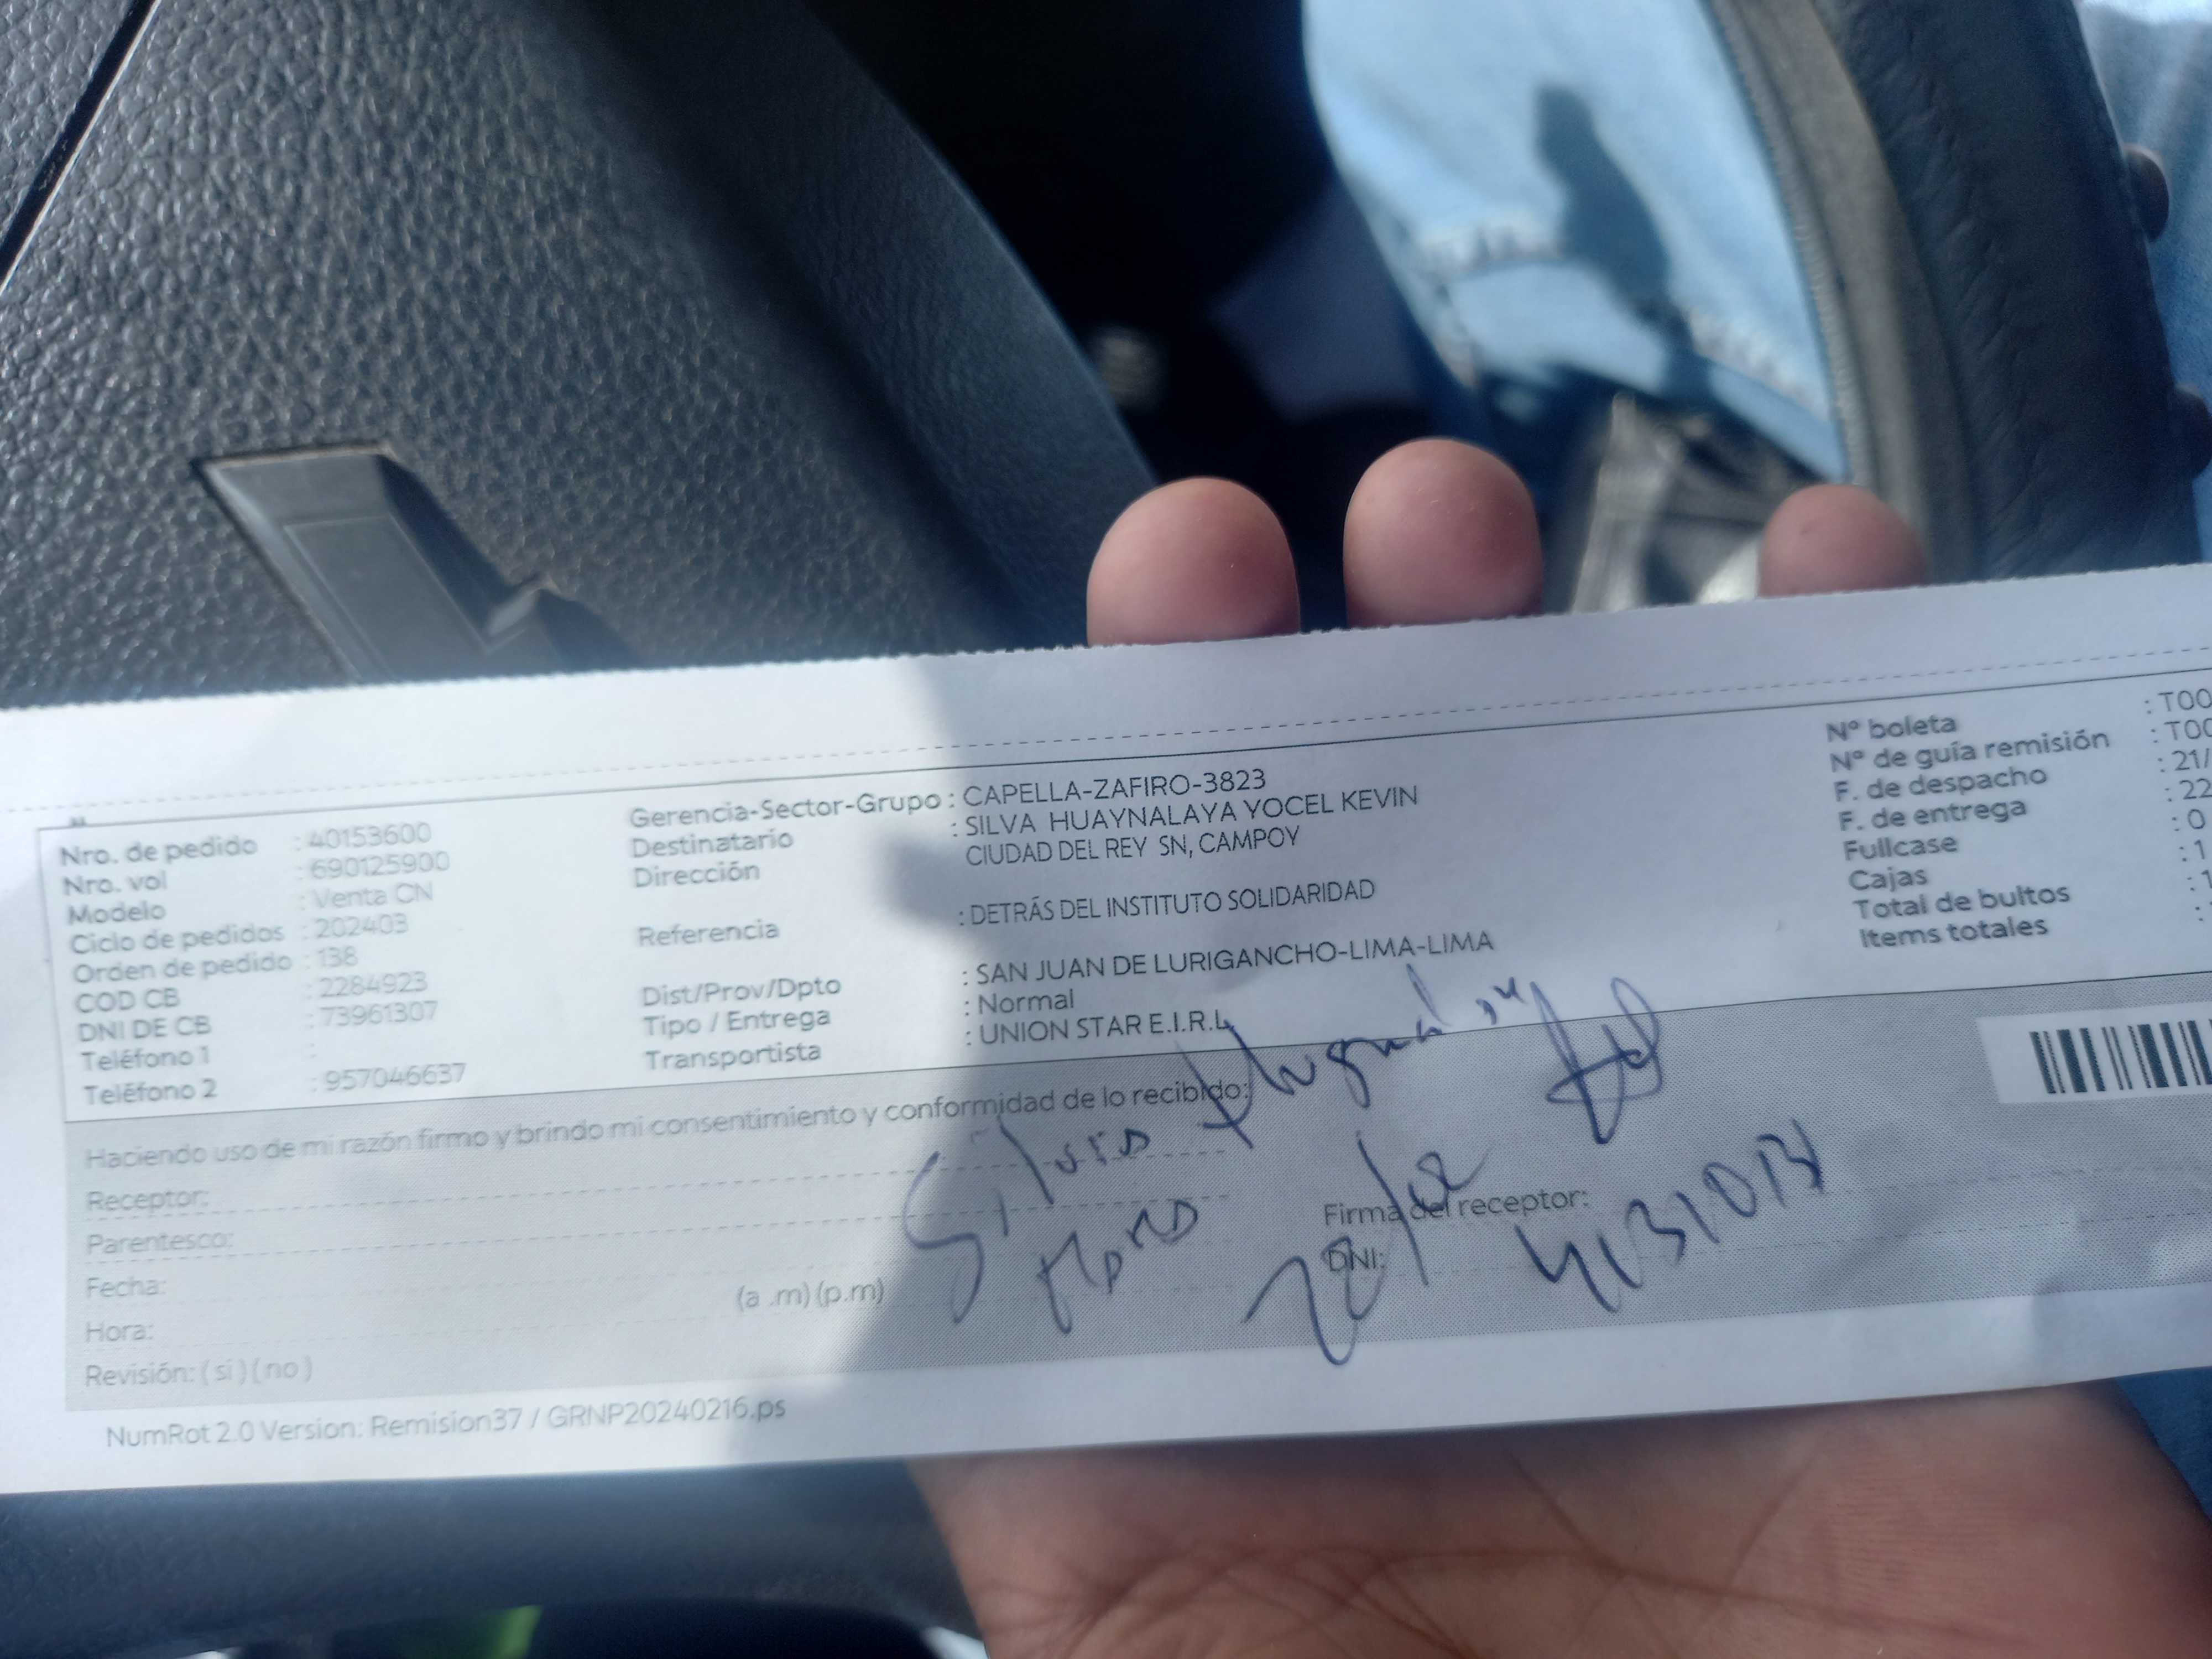 Nro. de pedido : 40153600
Nro. vol : 690125900
Modelo : Venta CN
Ciclo de pedidos : 202403
Orden de pedido : 138
COD CB : 2284923
DNI DE CB : 73961307
Teléfono 1 :
Teléfono 2 : 957046637
Gerencia-Sector-Grupo : CAPELLA-ZAFIRO-3823
Destinatario : SILVA HUAYNALAYA YOCEL KEVIN
Dirección CIUDAD DEL REY SN, CAMPOY
Referencia : DETRÁS DEL INSTITUTO SOLIDARIDAD
Dist/Prov/Dpto : SAN JUAN DE LURIGANCHO-LIMA-LIMA
Tipo / Entrega : Normal
Transportista : UNION STAR E.I.R.L
Nº boleta : T00
Nº de guía remisión : T00
F. de despacho : 21/
F. de entrega : 22
Fullcase : 0
Cajas : 1
Total de bultos : 1
Items totales :
Haciendo uso de mi razón firmo y brindo mi consentimiento y conformidad de lo recibido:
Receptor:
Parentesco:
Fecha:
Hora: (a .m) (p.m)
Revisión: ( si ) ( no )
Firma del receptor:
DNI:
NumRot 2.0 Version: Remision37 / GRNP20240216.ps